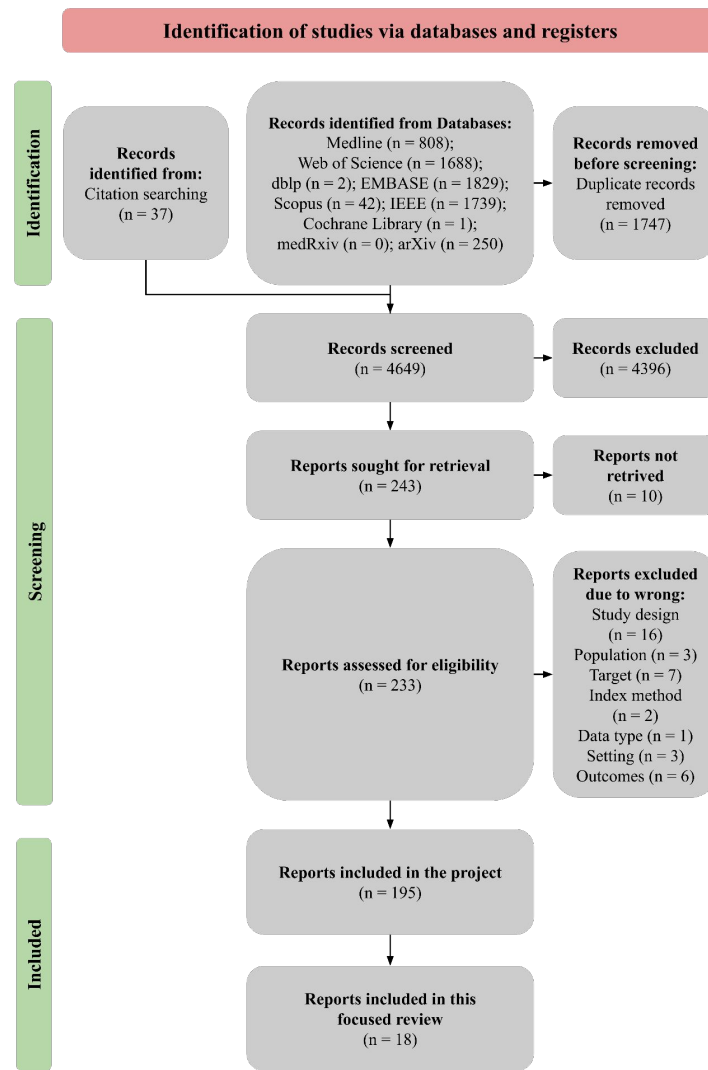 Identification of studies via databases and registers
Identification
Records
identified from:
Citation searching
(n = 37)
Records identified from Databases:
Medline (n = 808);
Web of Science (n = 1688);
dblp (n = 2); EMBASE (n = 1829);
Scopus (n = 42); IEEE (n = 1739);
Cochrane Library (n = 1);
medRxiv (n = 0); arXiv (n = 250)
Records removed
before screening:
Duplicate records
removed
(n = 1747)
Screening
Records screened
(n = 4649)
Records excluded
(n = 4396)
Reports sought for retrieval
(n = 243)
Reports not
retrived
(n = 10)
Reports assessed for eligibility
(n = 233)
Reports excluded
due to wrong:
Study design
(n = 16)
Population (n = 3)
Target (n = 7)
Index method
(n = 2)
Data type (n = 1)
Setting (n = 3)
Outcomes (n = 6)
Included
Reports included in the project
(n = 195)
Reports included in this
focused review
(n = 18)